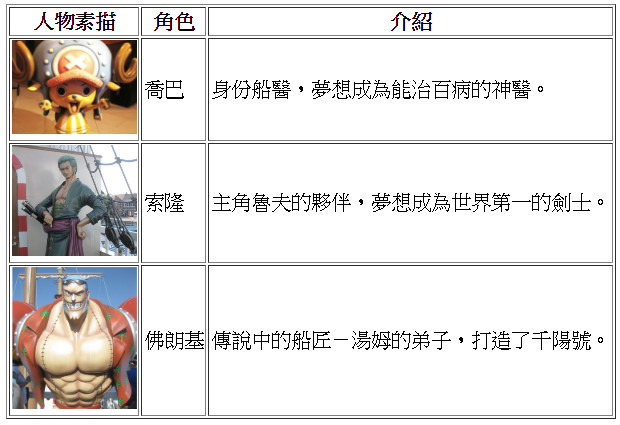 人物素描 角色 介紹
喬巴 身份船醫，夢想成為能治百病的神醫。
索隆 主角魯夫的夥伴，夢想成為世界第一的劍士。
佛朗基 傳說中的船匠－湯姆的弟子，打造了千陽號。